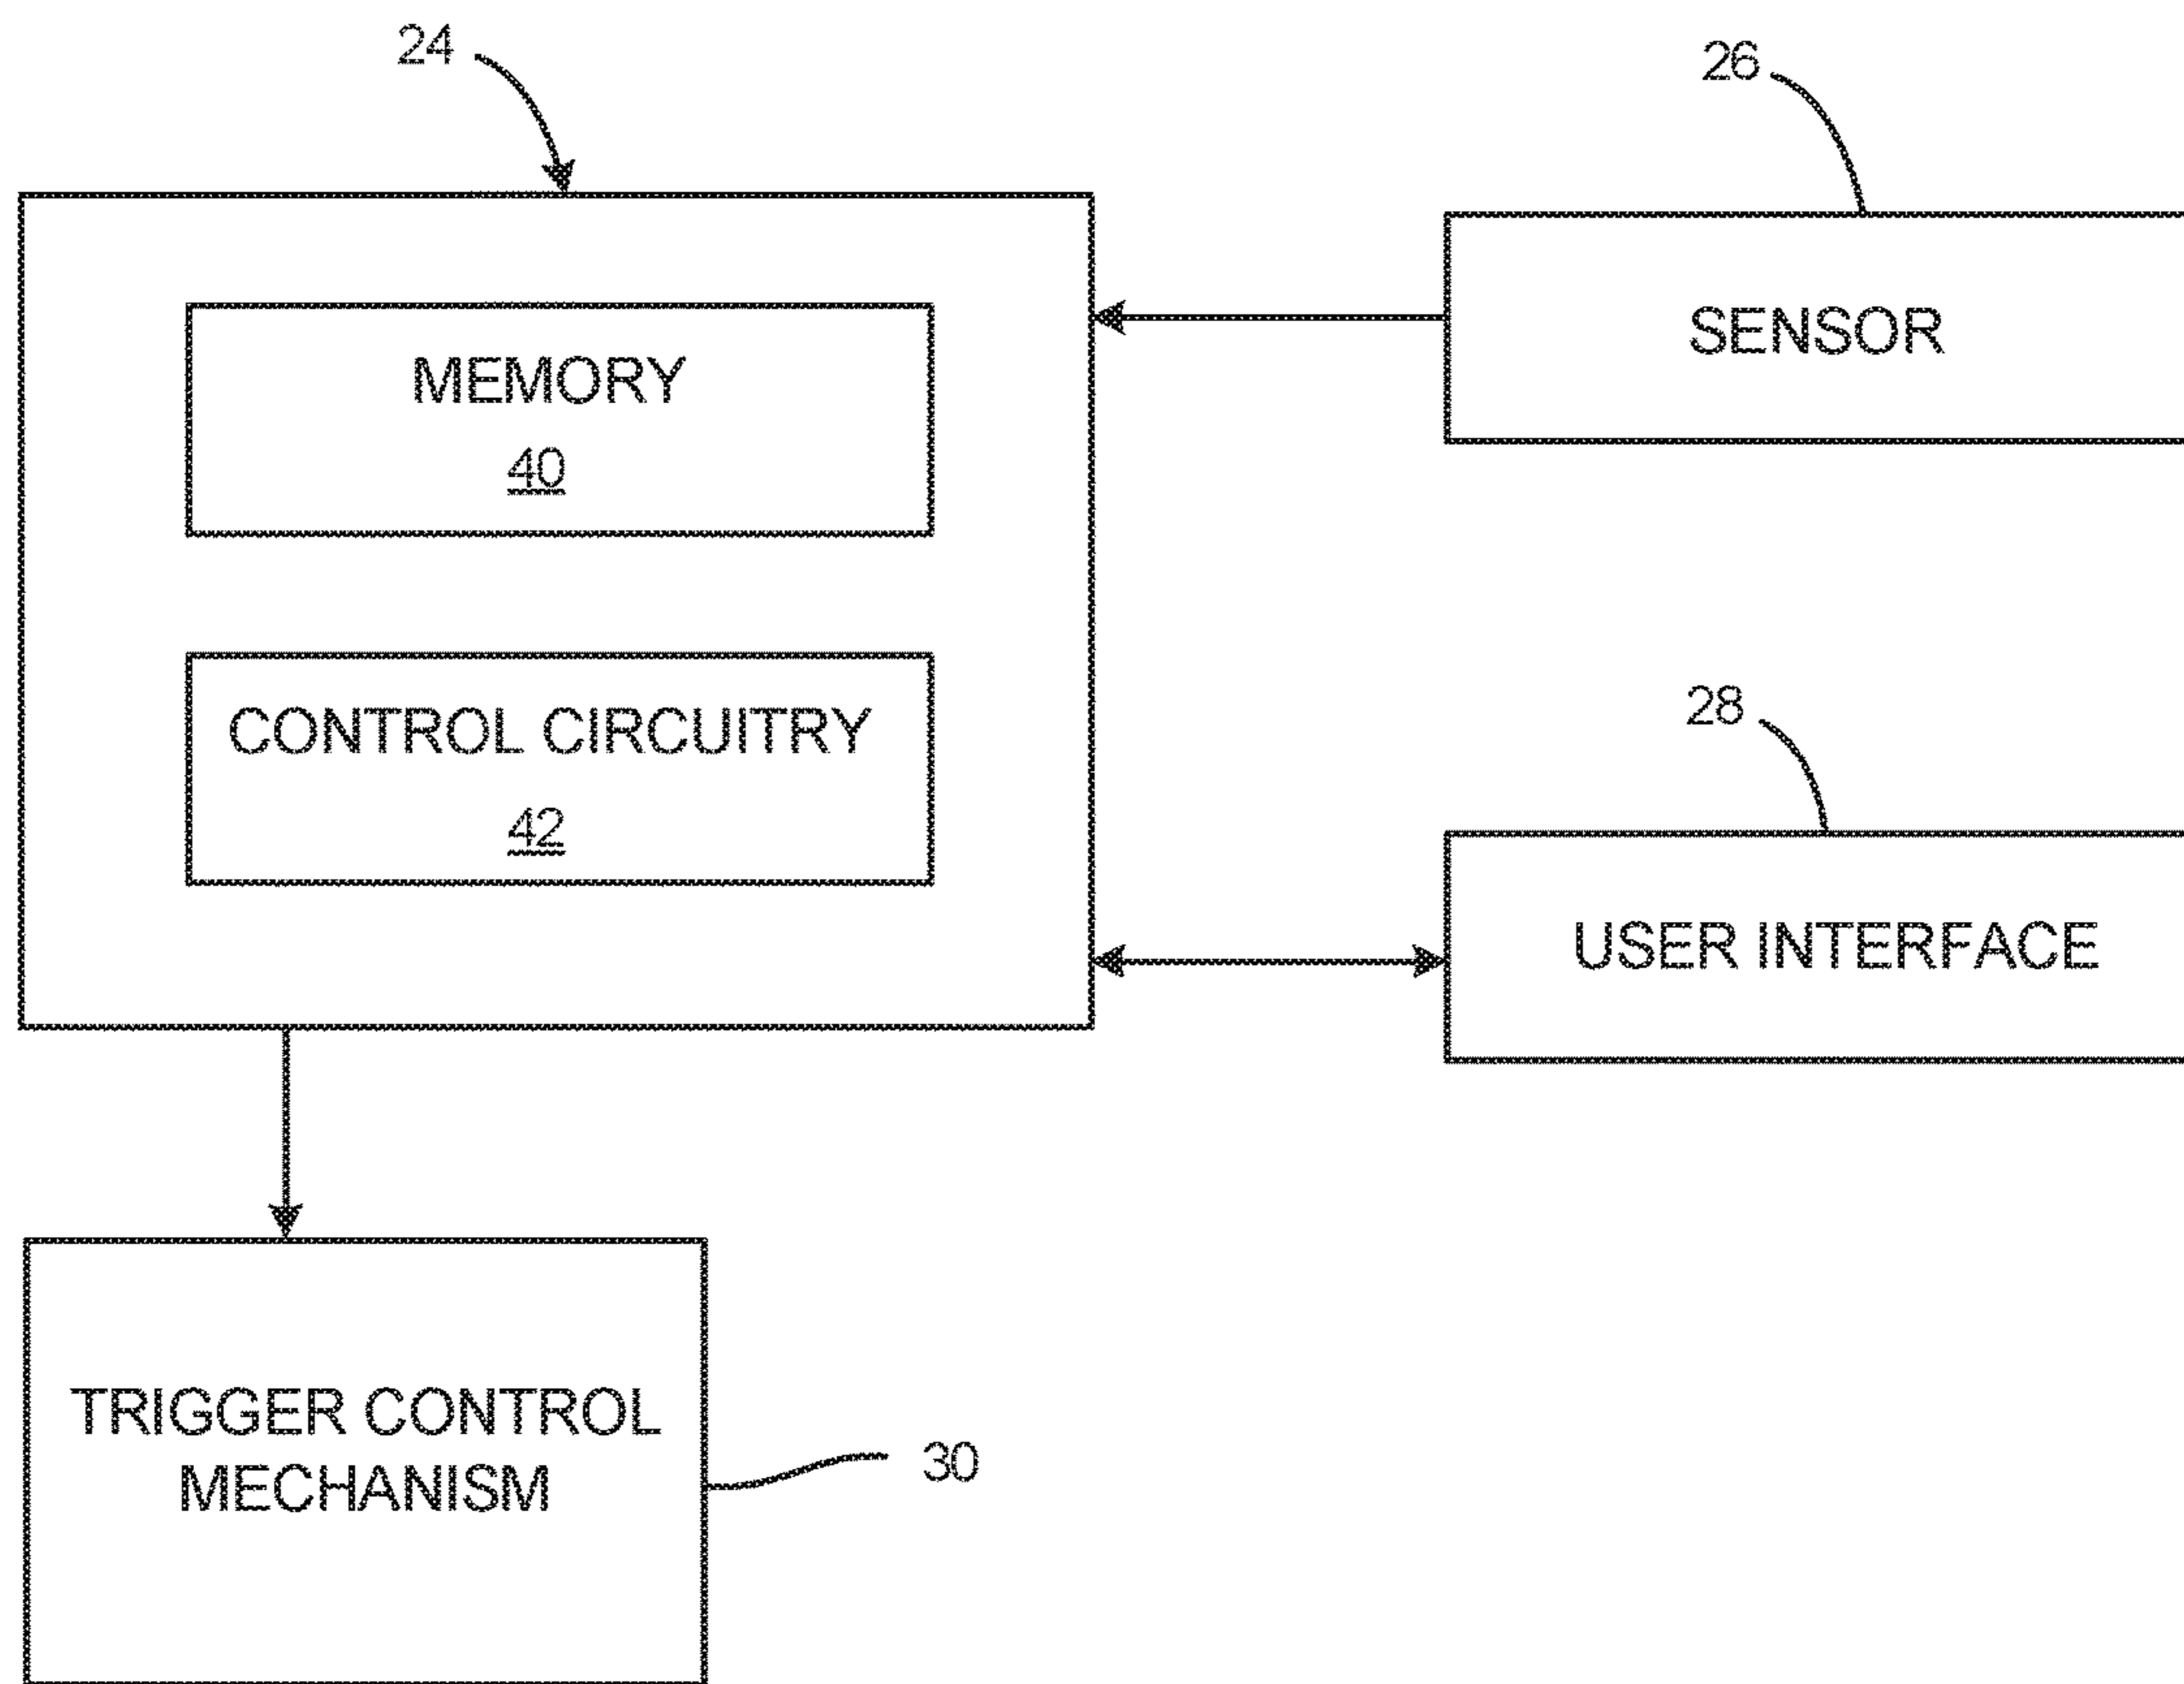 24
26
MEMORY
40
SENSOR
CONTROL CIRCUITRY
42
28
USER INTERFACE
TRIGGER CONTROL
MECHANISM
30